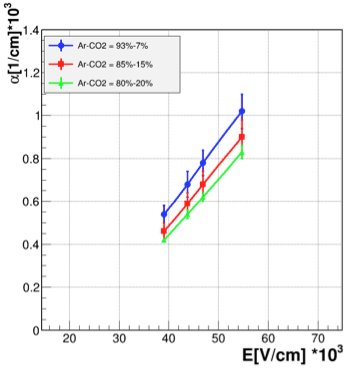 α[1/cm]*10³
1.4
1.2
1
0.8
0.6
0.4
0.2
0
Ar-CO2 = 93%-7%
Ar-CO2 = 85%-15%
Ar-CO2 = 80%-20%
20 30 40 50 60 70
E[V/cm] *10³